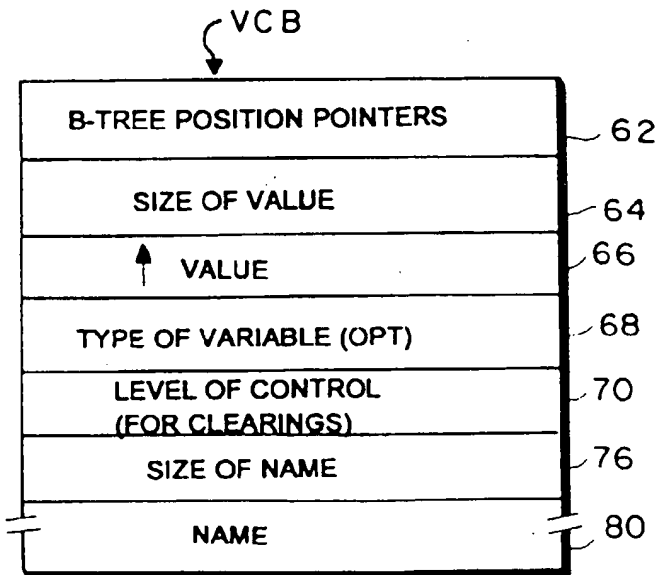 VCB
B-TREE POSITION POINTERS
62
SIZE OF VALUE
64
↑ VALUE
66
TYPE OF VARIABLE (OPT)
68
LEVEL OF CONTROL
(FOR CLEARINGS)
70
SIZE OF NAME
76
NAME
80